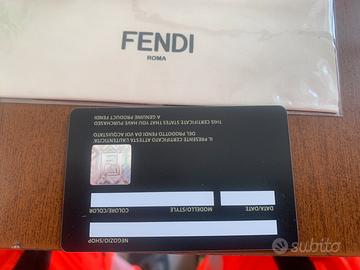 FENDI
ROMA
NEGOZIO/SHOP
DATA/DATE
MODELLO/STYLE
COLORE/COLOR
IL PRESENTE CERTIFICATO ATTESTA L'AUTENTICITA'
DEL PRODOTTO FENDI DA VOI ACQUISTATO
THIS CERTIFICATE STATES THAT YOU HAVE PURCHASED
A GENUINE PRODUCT FENDI
subito